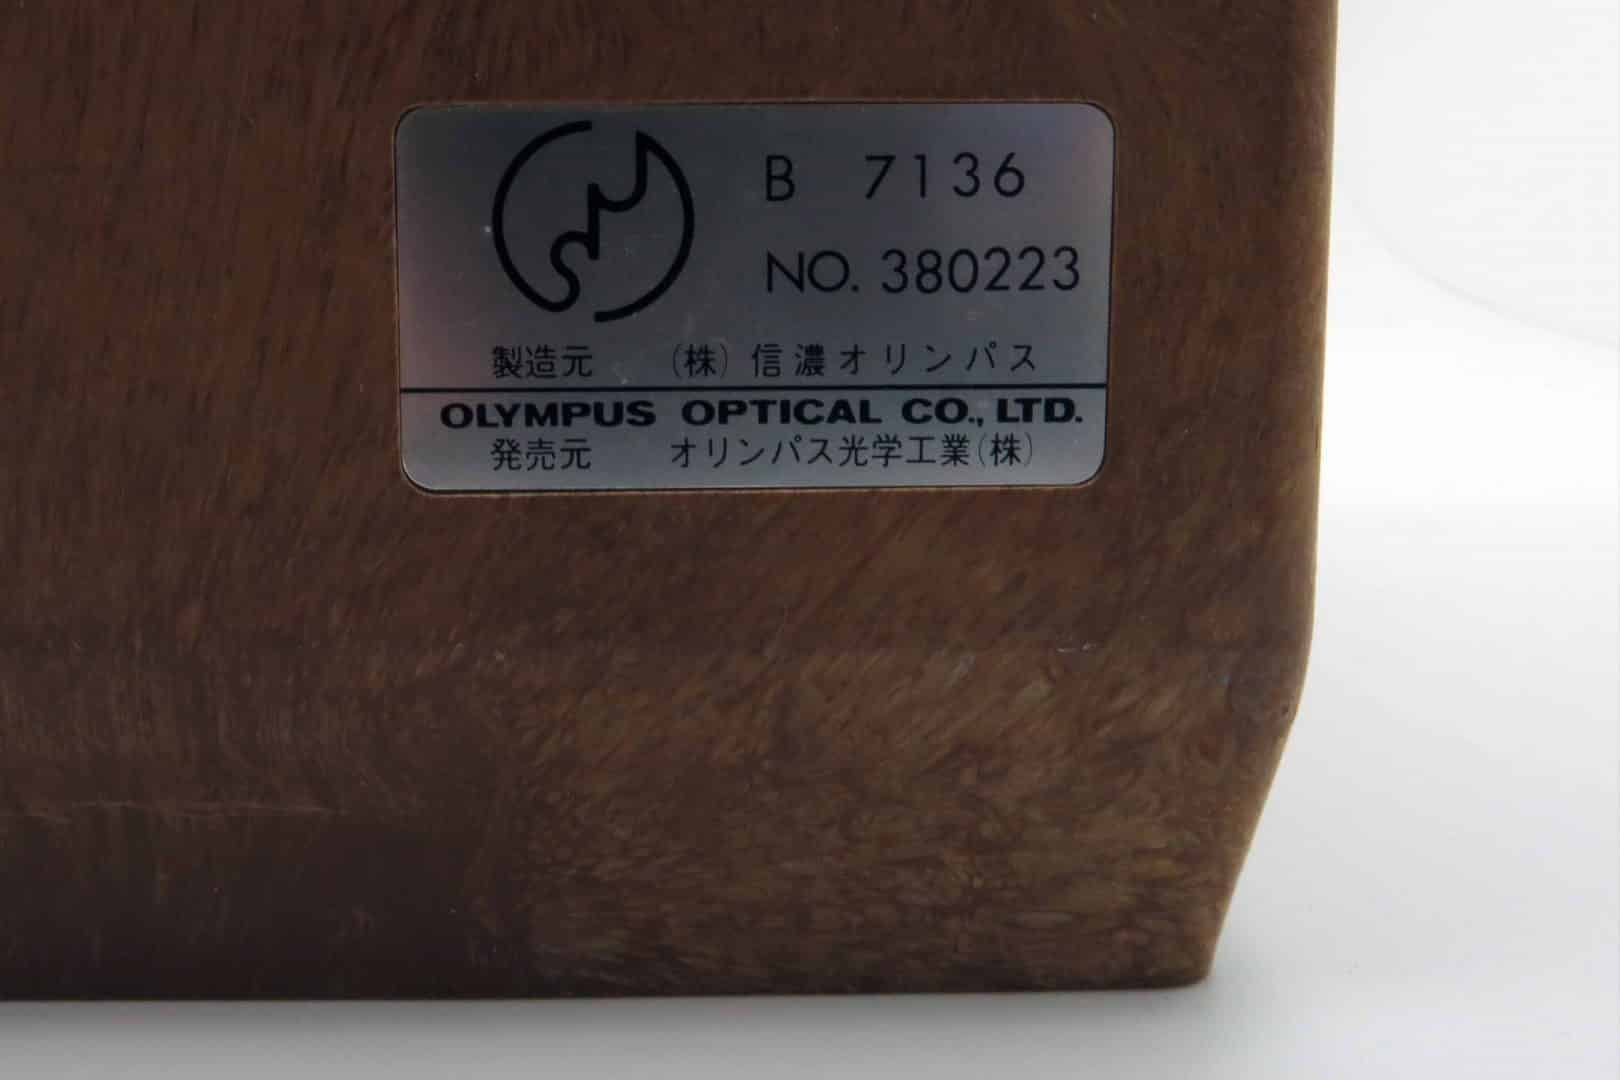 B 7136
NO. 380223
製造元 (株)信濃オリンパス
OLYMPUS OPTICAL CO., LTD.
発売元 オリンパス光学工業(株)